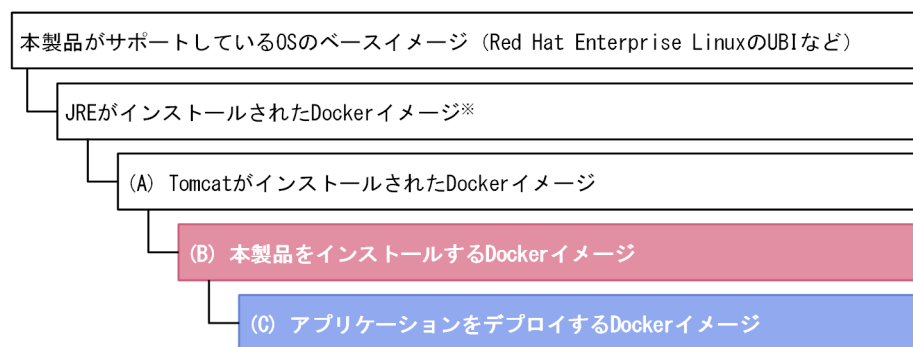 本製品がサポートしているOSのベースイメージ (Red Hat Enterprise LinuxのUBIなど)
JREがインストールされたDockerイメージ※
(A) TomcatがインストールされたDockerイメージ
(B) 本製品をインストールするDockerイメージ
(C) アプリケーションをデプロイするDockerイメージ